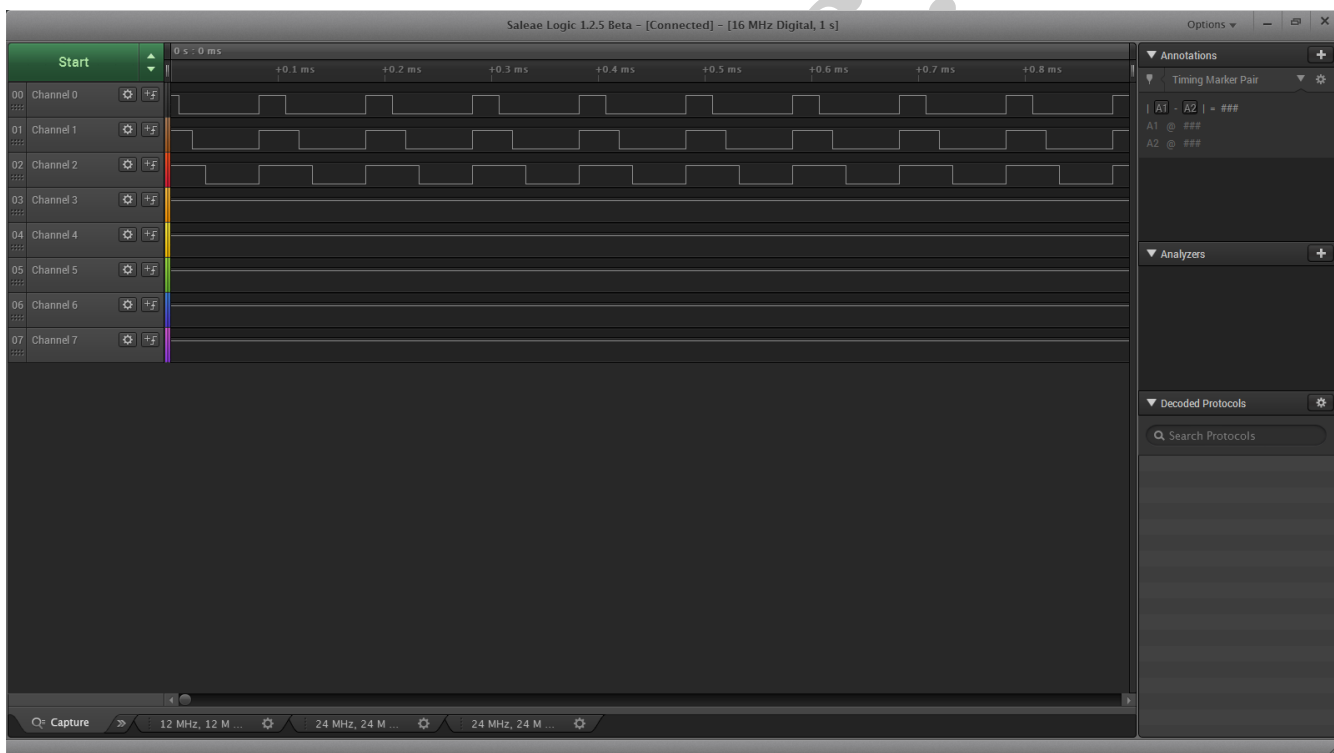 Saleae Logic 1.2.5 Beta - [Connected] - [16 MHz Digital, 1 s]
Options
Start
0 s : 0 ms
+0.1 ms +0.2 ms +0.3 ms +0.4 ms +0.5 ms +0.6 ms +0.7 ms +0.8 ms
00 Channel 0
01 Channel 1
02 Channel 2
03 Channel 3
04 Channel 4
05 Channel 5
06 Channel 6
07 Channel 7
Annotations
Timing Marker Pair
| A1 - A2 | = ###
A1 @ ###
A2 @ ###
Analyzers
Decoded Protocols
Search Protocols
Capture
12 MHz, 12 M ...
24 MHz, 24 M ...
24 MHz, 24 M ...